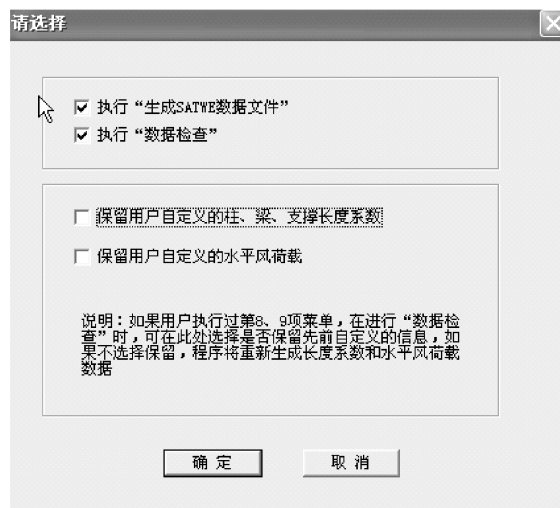 请选择
执行“生成SATWE数据文件”
执行“数据检查”
保留用户自定义的柱、梁、支撑长度系数
保留用户自定义的水平风荷载
说明：如果用户执行过第8、9项菜单，在进行“数据检
查”时，可在此处选择是否保留先前自定义的信息，如
果不选择保留，程序将重新生成长度系数和水平风荷载
数据
确 定
取 消